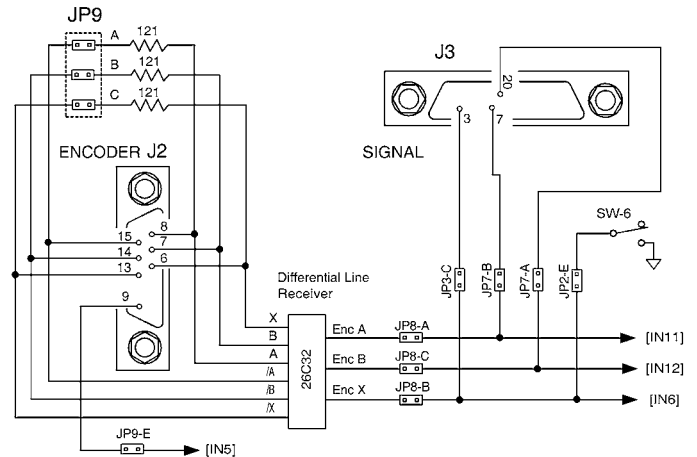 JP9
A
121
B
121
C
121
J3
20
3
7
ENCODER J2
SIGNAL
8
15
7
14
6
13
9
SW-6
JP3-C
JP7-B
JP7-A
JP2-E
Differential Line
Receiver
X
B
A
/A
/B
/X
26C32
Enc A
JP8-A
[IN11]
Enc B
JP8-C
[IN12]
Enc X
JP8-B
[IN6]
JP9-E
[IN5]